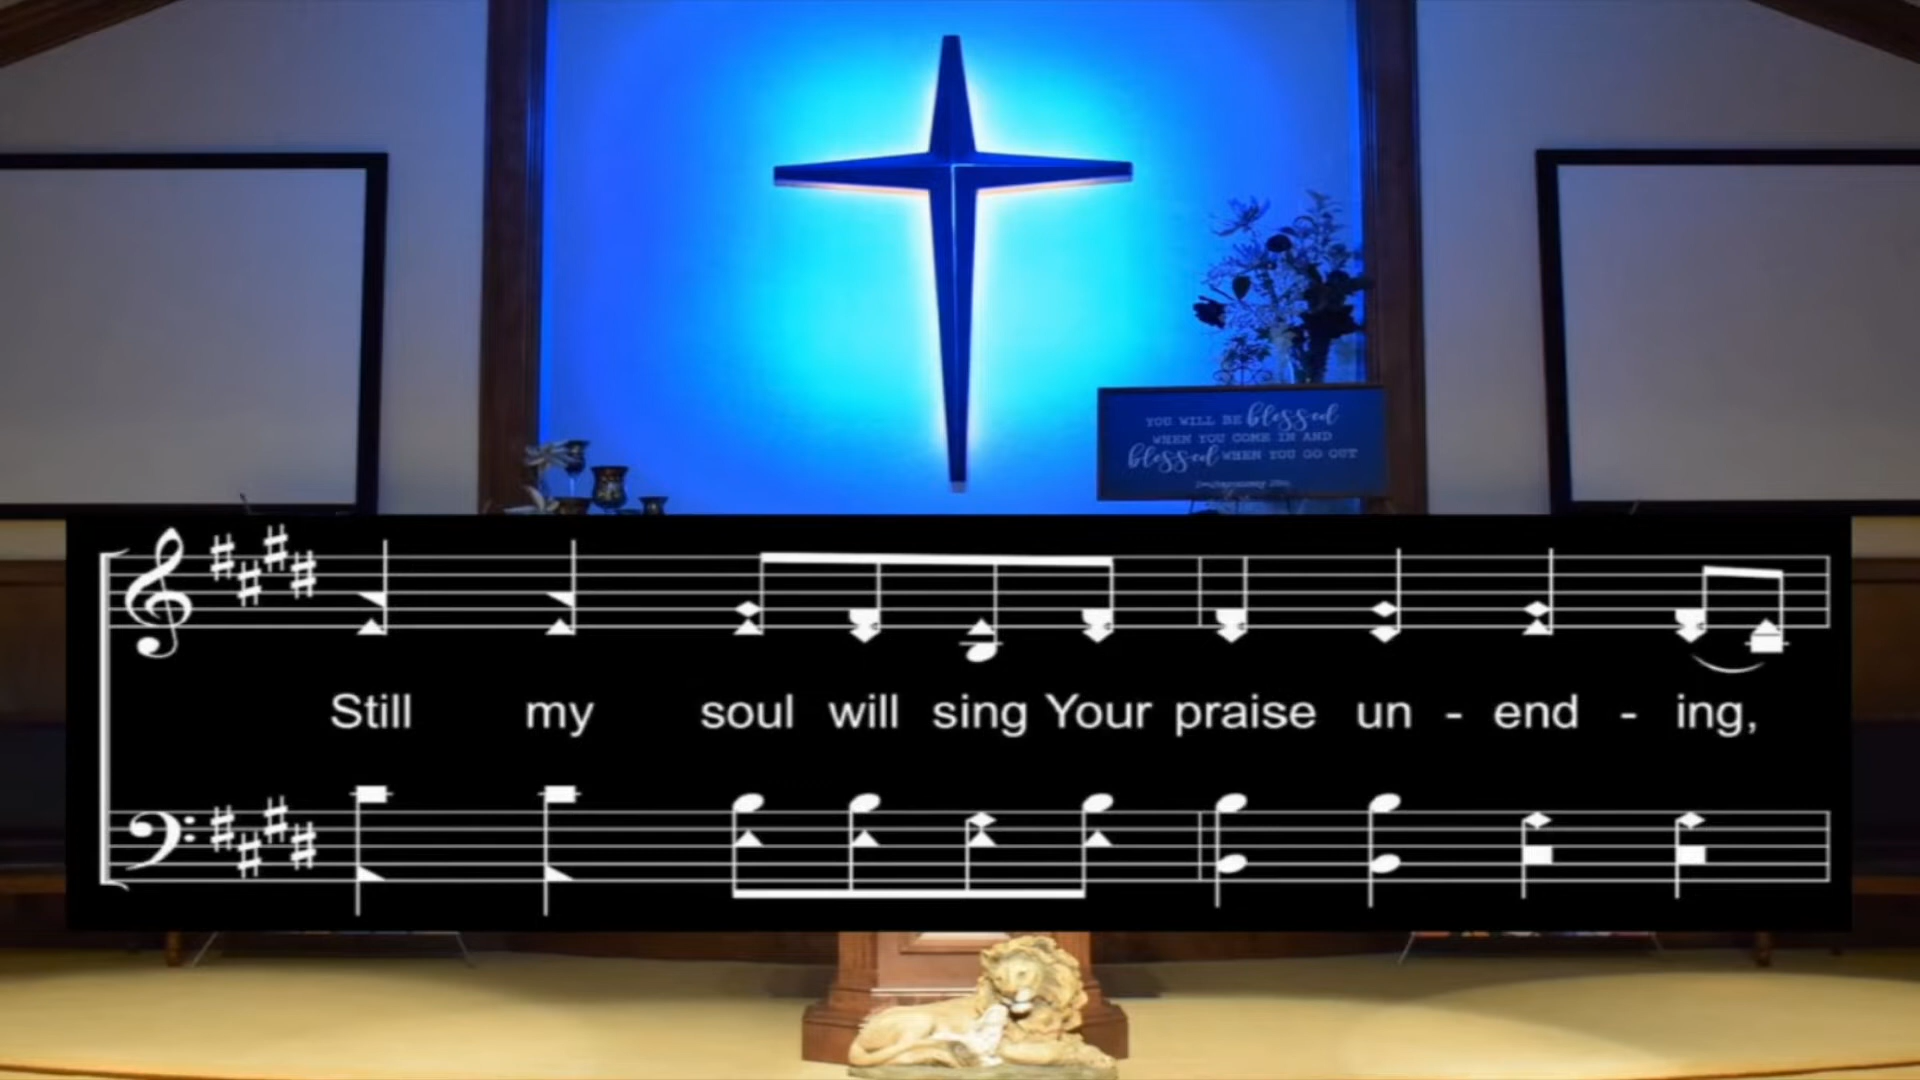 YOU WILL BE blessed
WHEN YOU COME IN AND
blessed WHEN YOU GO OUT
Still my soul will sing Your praise un - end - ing,